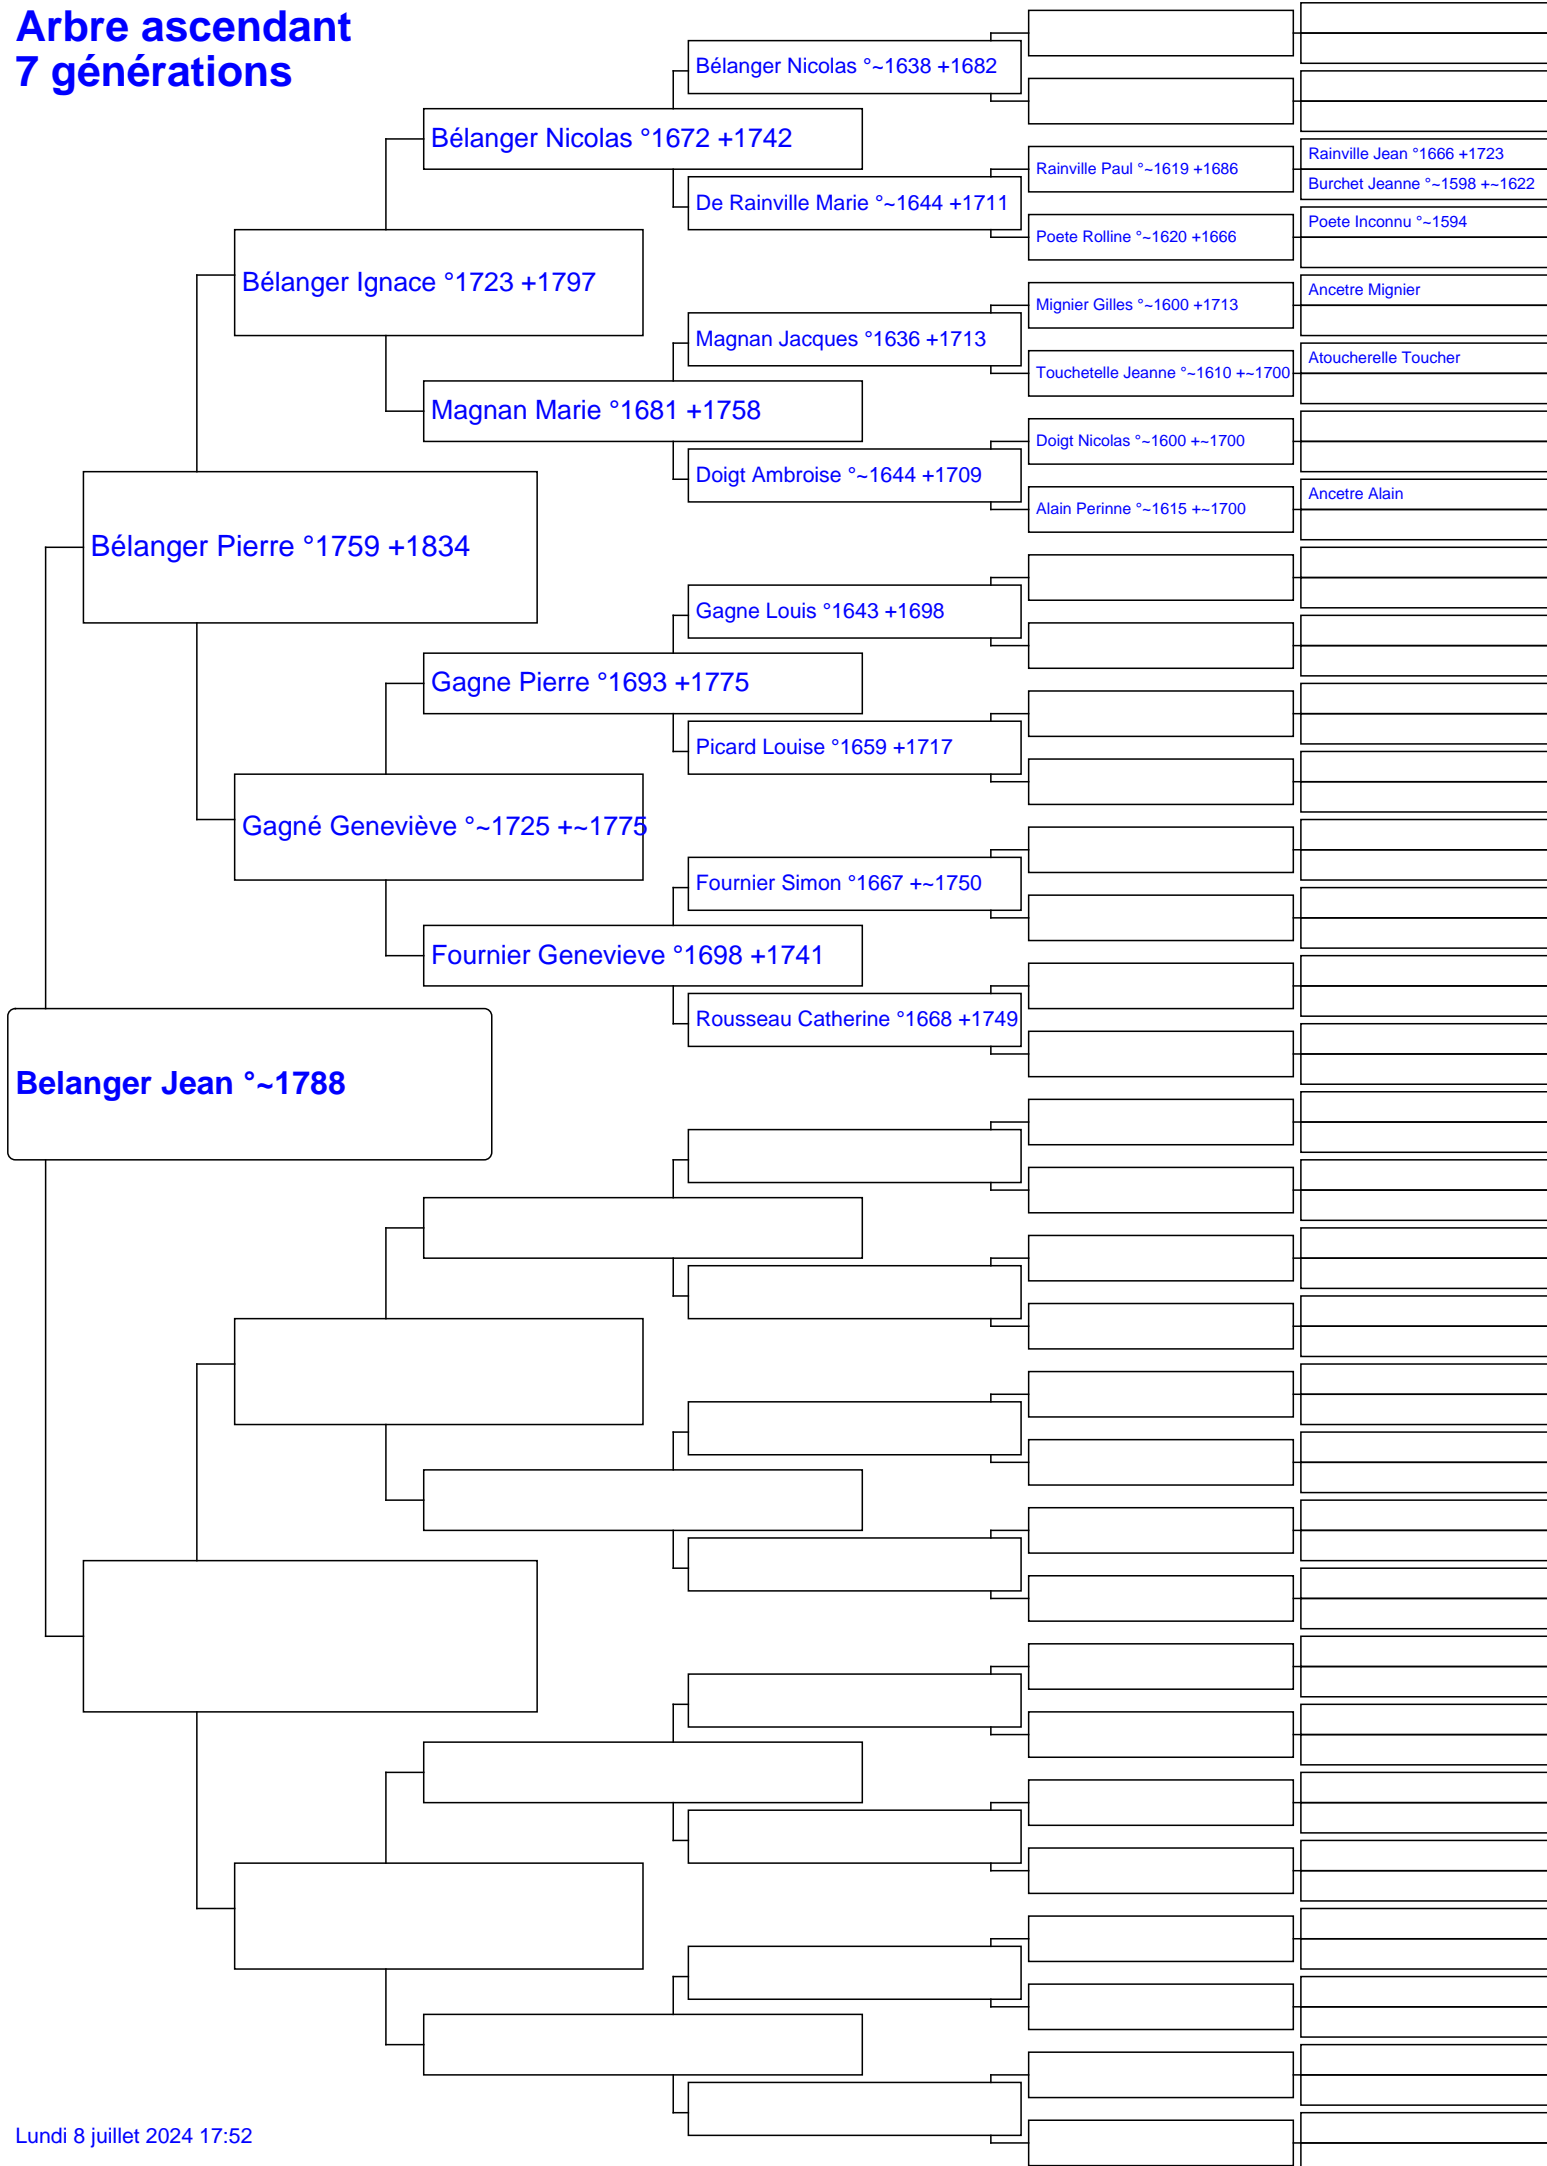 Arbre ascendant
7 générations
Bélanger Nicolas °~1638 +1682
Bélanger Nicolas °1672 +1742
Rainville Jean °1666 +1723
Rainville Paul °~1619 +1686
Burchet Jeanne °~1598 +~1622
De Rainville Marie °~1644 +1711
Poete Inconnu °~1594
Poete Rolline °~1620 +1666
Bélanger Ignace °1723 +1797
Ancetre Mignier
Mignier Gilles °~1600 +1713
Magnan Jacques °1636 +1713
Atoucherelle Toucher
Touchetelle Jeanne °~1610 +~1700
Magnan Marie °1681 +1758
Doigt Nicolas °~1600 +~1700
Doigt Ambroise °~1644 +1709
Ancetre Alain
Alain Perinne °~1615 +~1700
Bélanger Pierre °1759 +1834
Gagne Louis °1643 +1698
Gagne Pierre °1693 +1775
Picard Louise °1659 +1717
Gagné Geneviève °~1725 +~1775
Fournier Simon °1667 +~1750
Fournier Genevieve °1698 +1741
Rousseau Catherine °1668 +1749
Belanger Jean °~1788
Lundi 8 juillet 2024 17:52